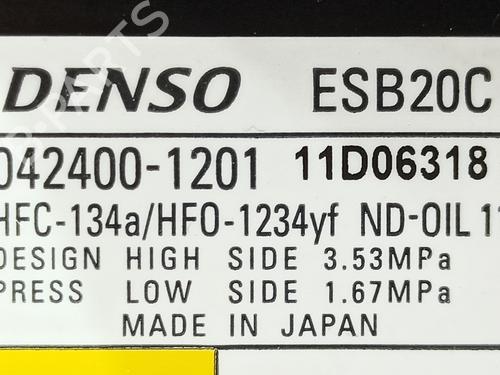 DENSO ESB20C
042400-1201 11D06318
HFC-134a/HFO-1234yf ND-OIL 11
DESIGN HIGH SIDE 3.53MPa
PRESS LOW SIDE 1.67MPa
MADE IN JAPAN